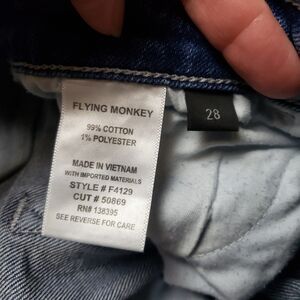 FLYING MONKEY
99% COTTON
1% POLYESTER
MADE IN VIETNAM
WITH IMPORTED MATERIALS
STYLE # F4129
CUT # 50869
RN# 138395
SEE REVERSE FOR CARE
28